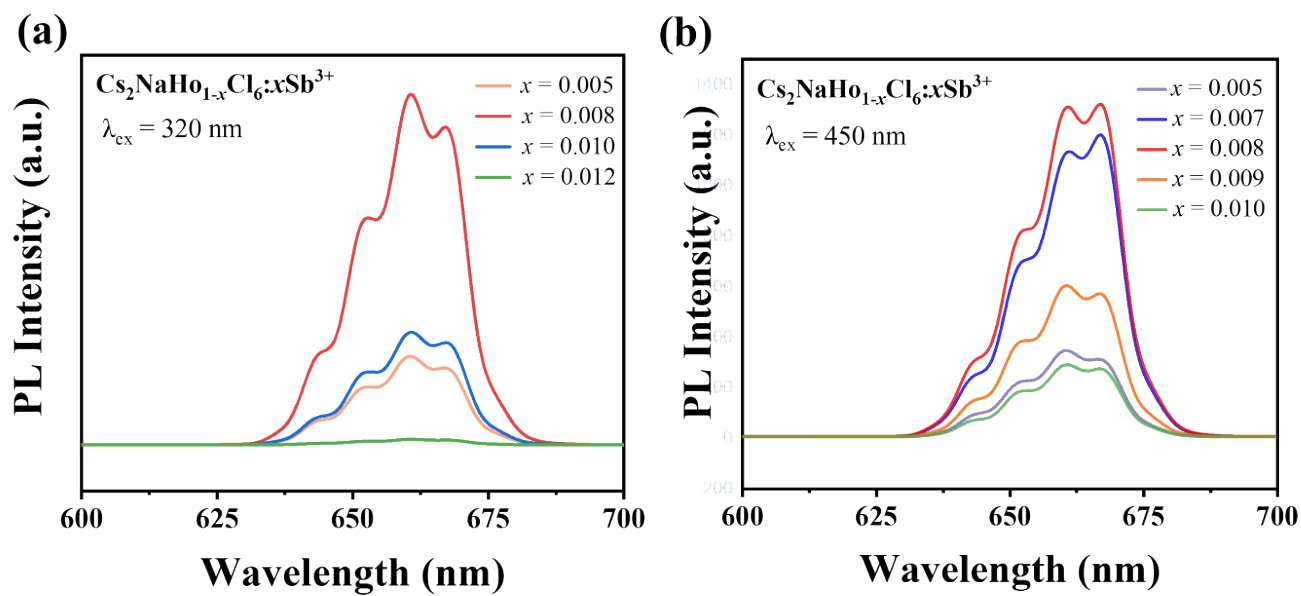 (a)
Cs₂NaHo₁₋ₓCl₆:xSb³⁺
λex = 320 nm
x = 0.005
x = 0.008
x = 0.010
x = 0.012
PL Intensity (a.u.)
600 625 650 675 700
Wavelength (nm)
(b)
Cs₂NaHo₁₋ₓCl₆:xSb³⁺
λex = 450 nm
x = 0.005
x = 0.007
x = 0.008
x = 0.009
x = 0.010
PL Intensity (a.u.)
1400
0
200
600 625 650 675 700
Wavelength (nm)